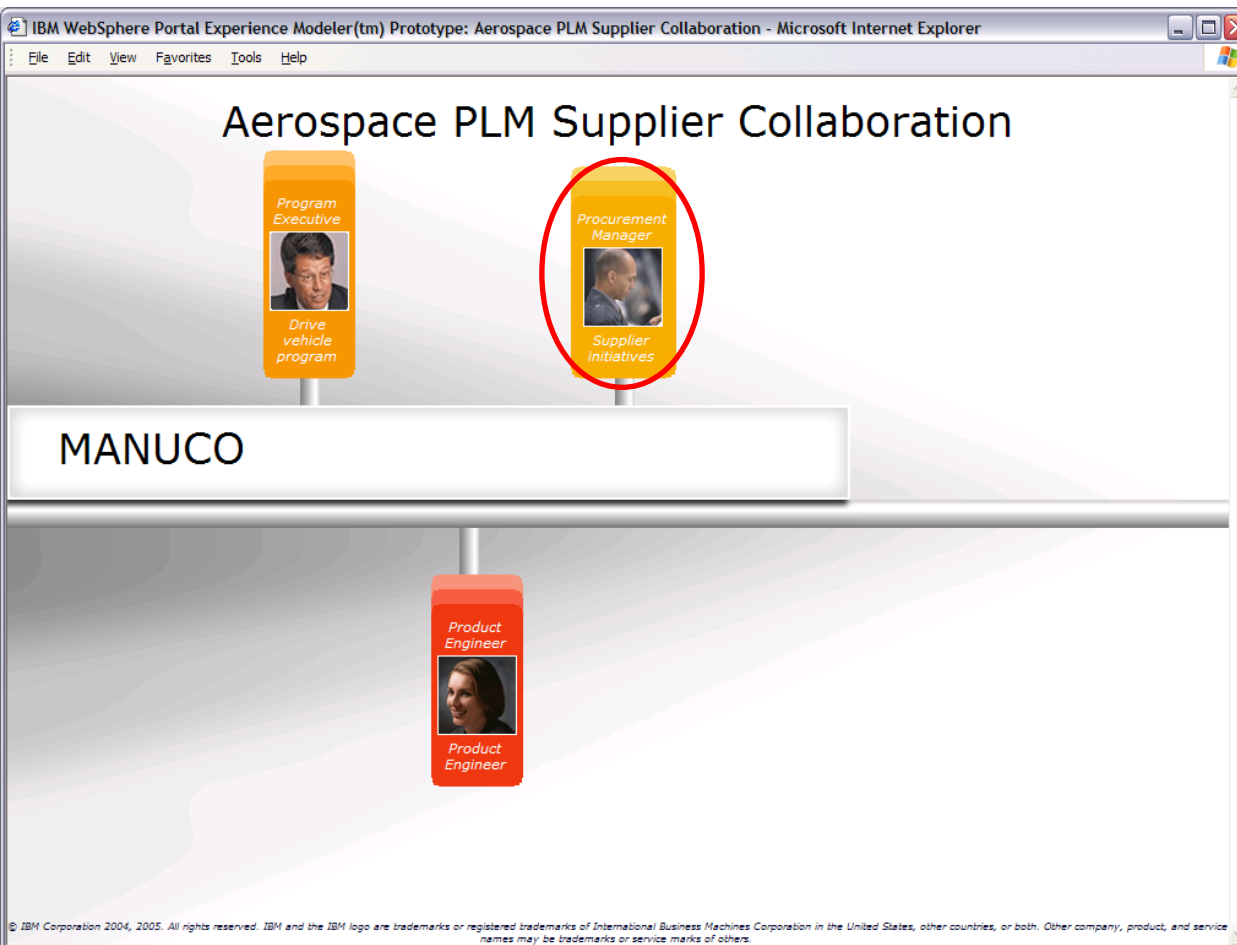 IBM WebSphere Portal Experience Modeler(tm) Prototype: Aerospace PLM Supplier Collaboration - Microsoft Internet Explorer
File Edit View Favorites Tools Help
Aerospace PLM Supplier Collaboration
Program
Executive
Drive
vehicle
program
Procurement
Manager
Supplier
initiatives
MANUCO
Product
Engineer
Product
Engineer
© IBM Corporation 2004, 2005. All rights reserved. IBM and the IBM logo are trademarks or registered trademarks of International Business Machines Corporation in the United States, other countries, or both. Other company, product, and service
names may be trademarks or service marks of others.